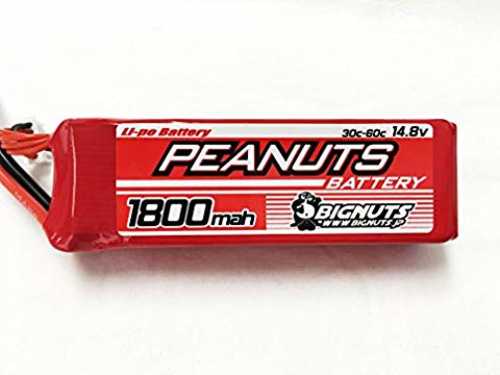 Li-po Battery 30c-60c 14.8v
PEANUTS
BATTERY
1800mah BIGNUTS
WWW.BIGNUTS.JP